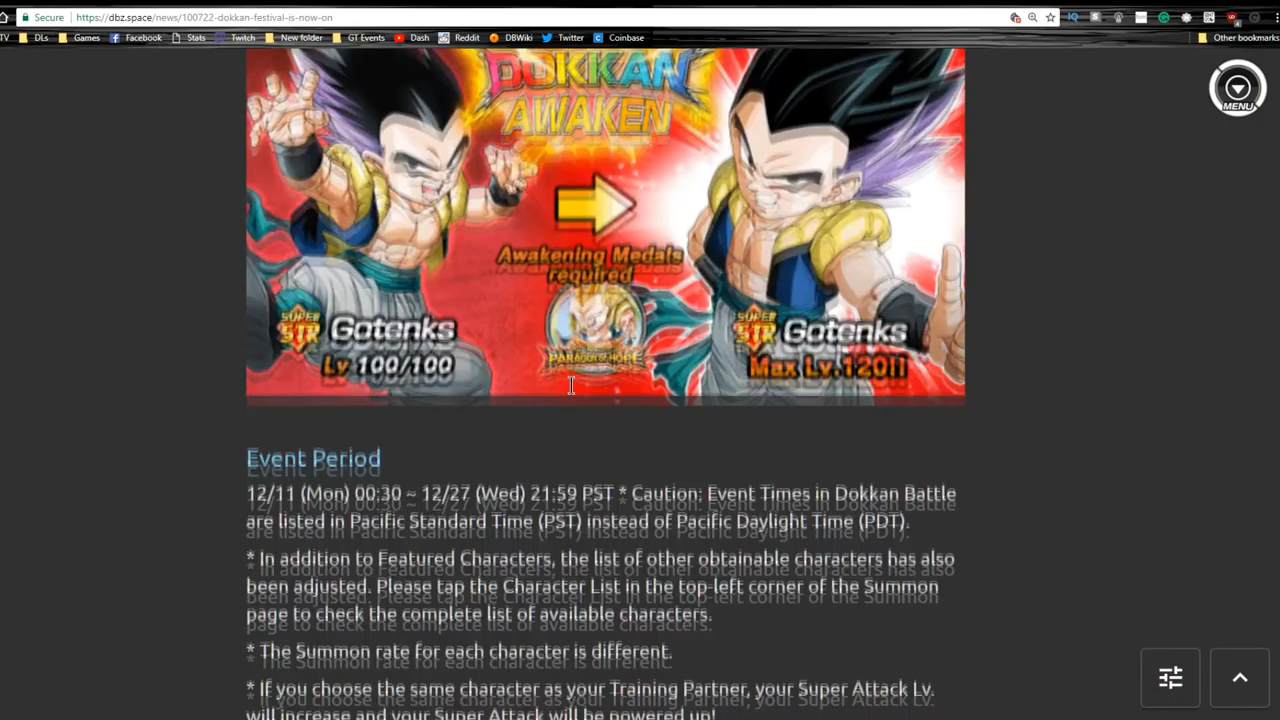 Secure https://dbz.space/news/100722-dokkan-festival-is-now-on
TV DLs Games Facebook Stats Twitch New folder GT Events Dash Reddit DBWiki Twitter Coinbase Other bookmarks
DOKKAN
AWAKEN
MENU
Awakening Medals
required
SUPER STR Gotenks
Lv 100/100
PARAGON OF HOPE
SUPER STR Gotenks
Max Lv.120!!
Event Period
12/11 (Mon) 00:30 ~ 12/27 (Wed) 21:59 PST * Caution: Event Times in Dokkan Battle
are listed in Pacific Standard Time (PST) instead of Pacific Daylight Time (PDT).
* In addition to Featured Characters, the list of other obtainable characters has also
been adjusted. Please tap the Character List in the top-left corner of the Summon
page to check the complete list of available characters.
* The Summon rate for each character is different.
* If you choose the same character as your Training Partner, your Super Attack Lv.
will increase and your Super Attack will be powered up!